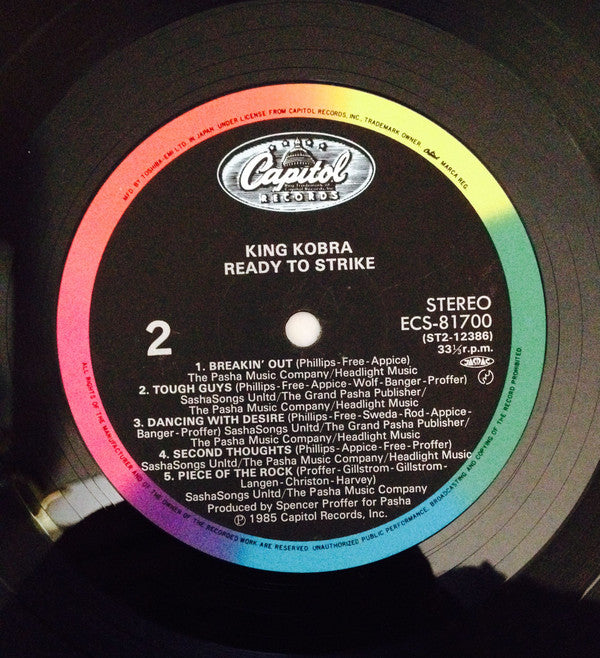 MFD. BY TOSHIBA-EMI LTD. IN JAPAN UNDER LICENSE FROM CAPITOL RECORDS, INC., TRADEMARK OWNER Capitol MARCA REG.
Capitol
RECORDS
KING KOBRA
READY TO STRIKE
STEREO
ECS-81700
(ST2-12386)
33⅓r.p.m.
2
1. BREAKIN' OUT (Phillips-Free-Appice)
The Pasha Music Company/Headlight Music
2. TOUGH GUYS (Phillips-Free-Appice-Wolf-Banger-Proffer)
SashaSongs Unltd/The Grand Pasha Publisher/
The Pasha Music Company/Headlight Music
3. DANCING WITH DESIRE (Phillips-Free-Sweda-Rod-Appice-
Banger-Proffer) SashaSongs Unltd/The Grand Pasha Publisher/
The Pasha Music Company/Headlight Music
4. SECOND THOUGHTS (Phillips-Appice-Free-Proffer)
SashaSongs Unltd/The Pasha Music Company/Headlight Music
5. PIECE OF THE ROCK (Proffer-Gillstrom-Gillstrom-
Langen-Christon-Harvey)
SashaSongs Unltd/The Pasha Music Company
Produced by Spencer Proffer for Pasha
℗ 1985 Capitol Records, Inc.
ALL RIGHTS OF THE MANUFACTURER AND OF THE OWNER OF THE RECORDED WORK ARE RESERVED. UNAUTHORIZED PUBLIC PERFORMANCE, BROADCASTING AND COPYING OF THE RECORD PROHIBITED.